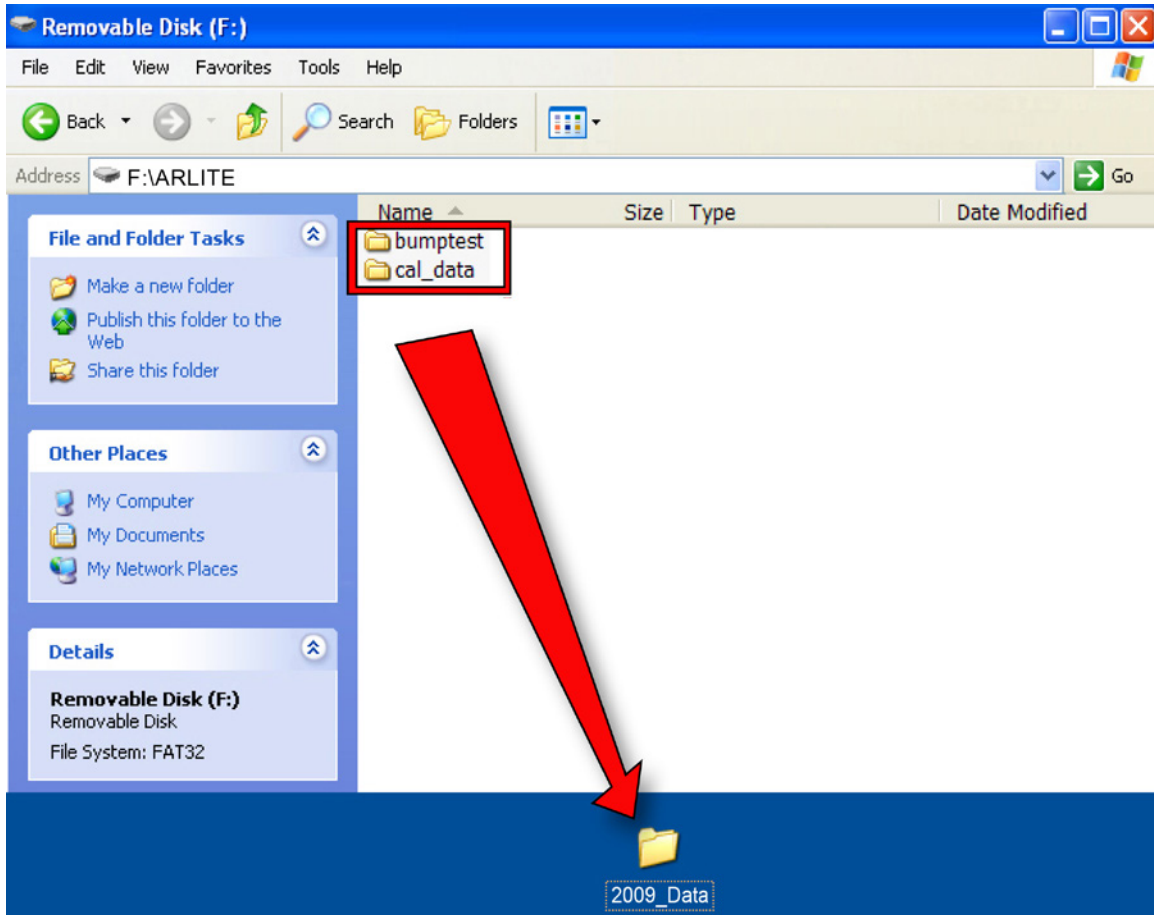 Removable Disk (F:)
File Edit View Favorites Tools Help
Back Search Folders
Address F:\ARLITE Go
Name Size Type Date Modified
File and Folder Tasks
Make a new folder
Publish this folder to the
Web
Share this folder
bumptest
cal_data
Other Places
My Computer
My Documents
My Network Places
Details
Removable Disk (F:)
Removable Disk
File System: FAT32
2009_Data